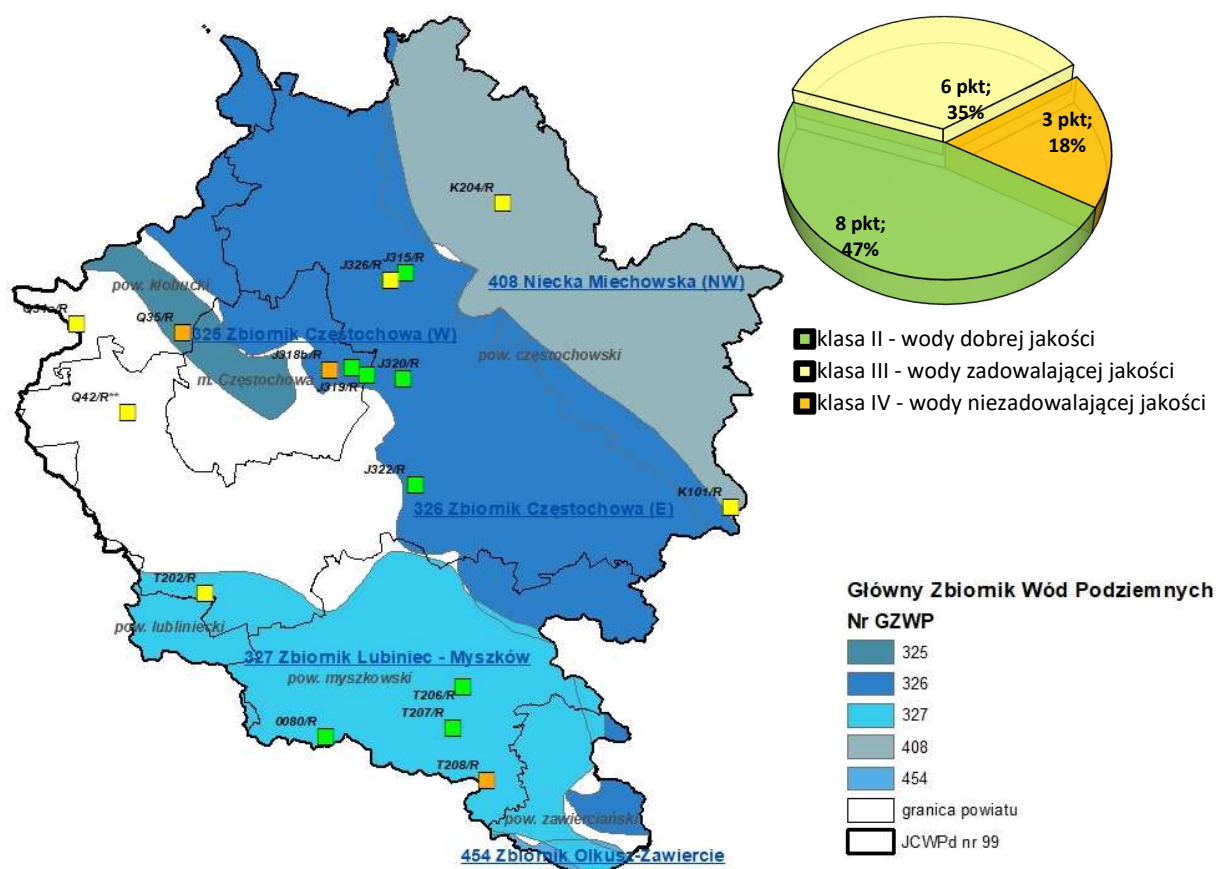 6 pkt;
35%
3 pkt;
18%
8 pkt;
47%
klasa II - wody dobrej jakości
klasa III - wody zadowalającej jakości
klasa IV - wody niezadowalającej jakości
K204/R
J315/R
J326/R
408 Niecka Miechowska (NW)
pow. kłobucki
Q35/R
325 Zbiornik Częstochowa (W)
pow. częstochowski
J318b/R
J320/R
m. Częstochowa
J319/R
Q42/R**
J322/R
K101/R
326 Zbiornik Częstochowa (E)
T202/R
pow. lubliniecki
327 Zbiornik Lubiniec - Myszków
pow. myszkowski
T206/R
T207/R
0080/R
T208/R
pow. zawierciański
454 Zbiornik Olkusz-Zawiercie
Główny Zbiornik Wód Podziemnych
Nr GZWP
325
326
327
408
454
granica powiatu
JCWPd nr 99